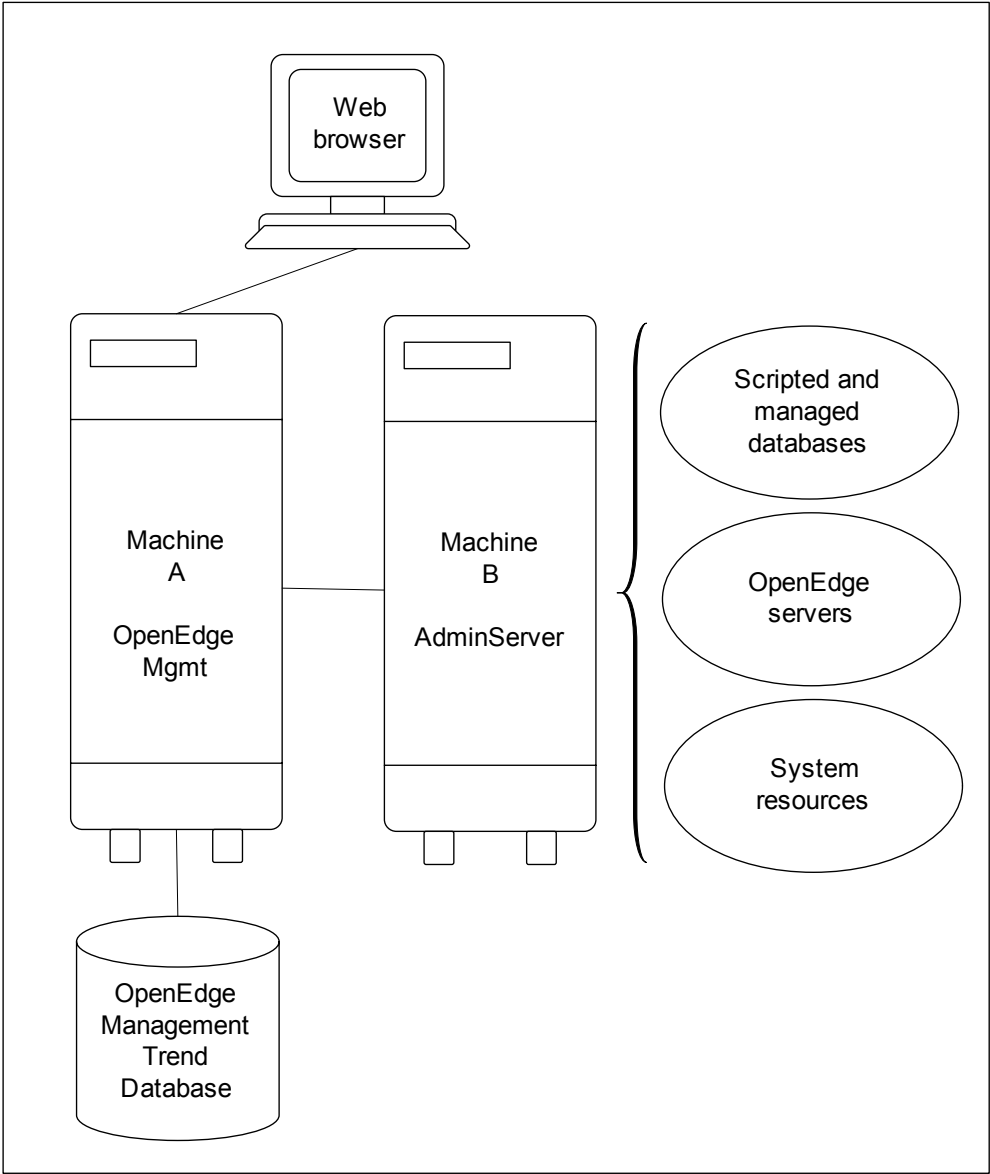 Web
browser
Machine
A
OpenEdge
Mgmt
Machine
B
AdminServer
Scripted and
managed
databases
OpenEdge
servers
System
resources
OpenEdge
Management
Trend
Database